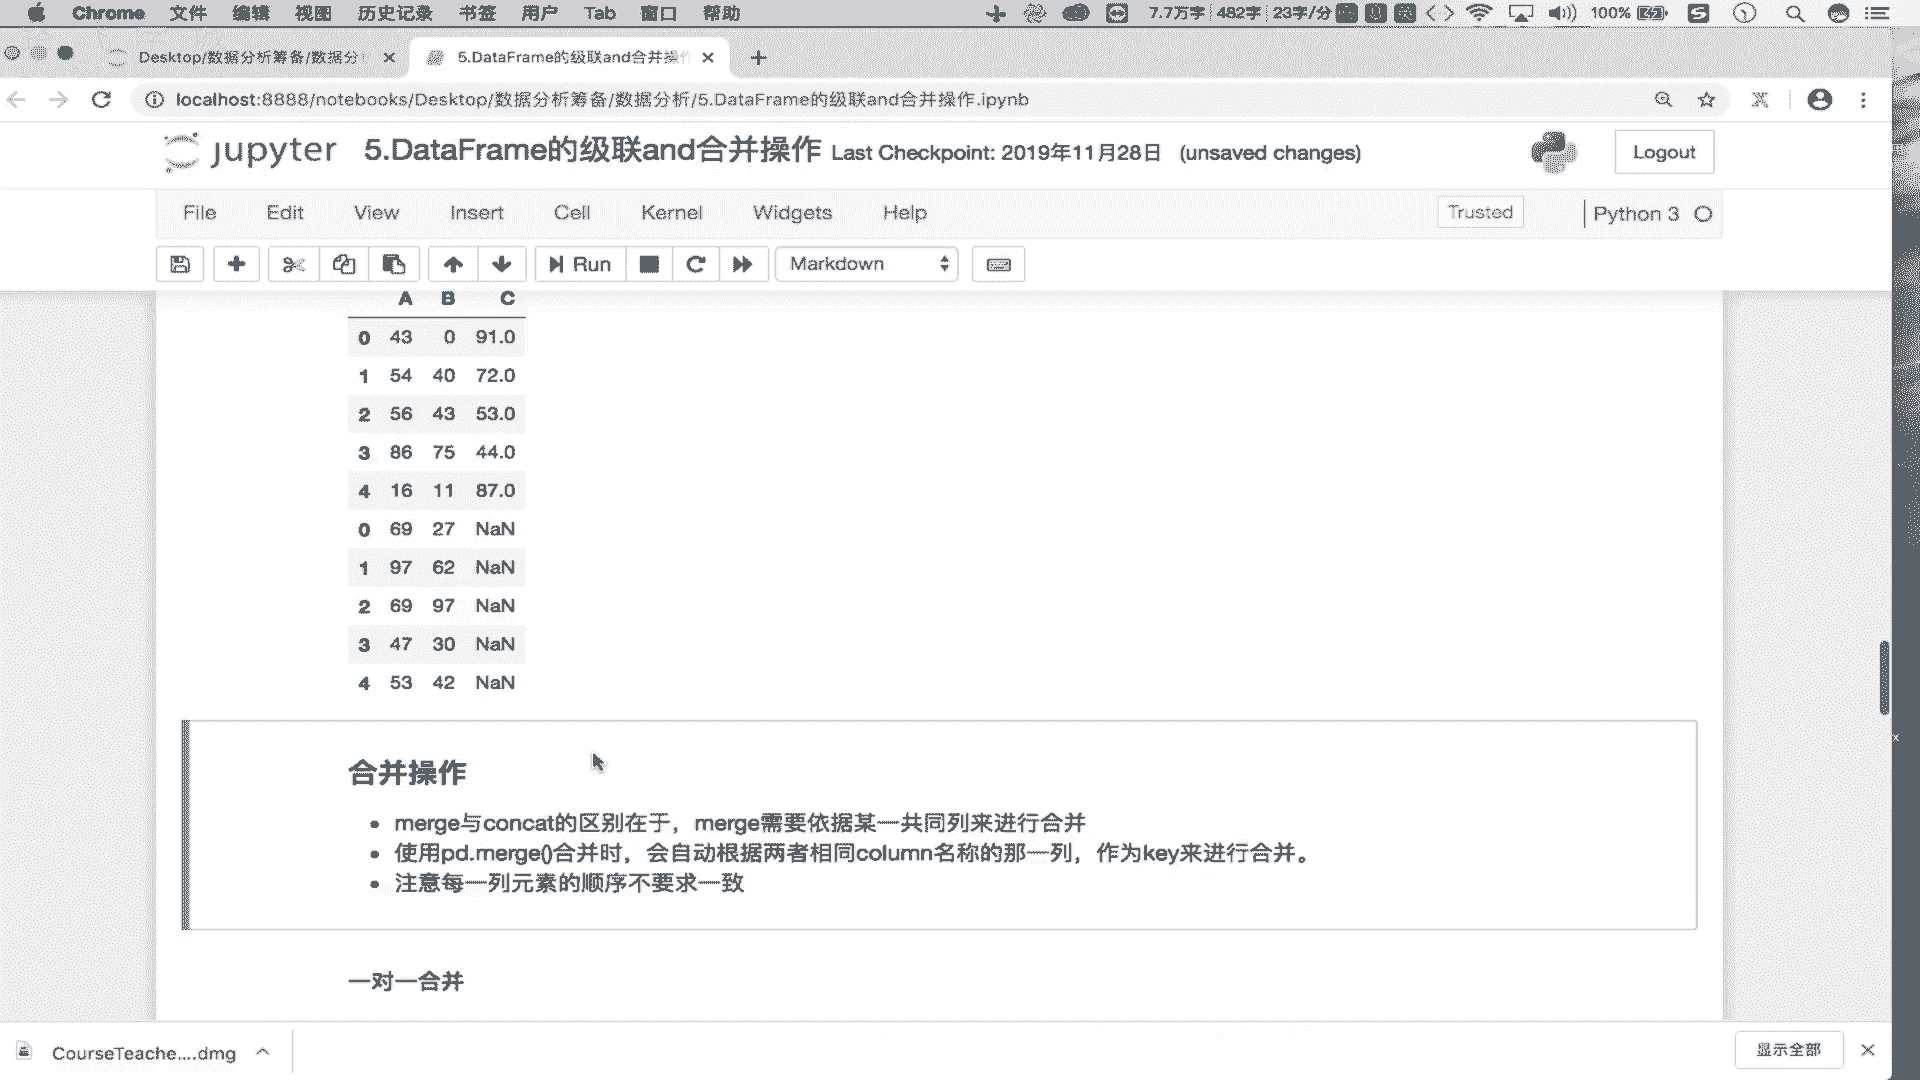 Chrome 文件 编辑 视图 历史记录 书签 用户 Tab 窗口 帮助 7.7万字 482字 23字/分 100%
Desktop/数据分析筹备/数据分
5.DataFrame的级联and合并操作
localhost:8888/notebooks/Desktop/数据分析筹备/数据分析/5.DataFrame的级联and合并操作.ipynb
jupyter 5.DataFrame的级联and合并操作 Last Checkpoint: 2019年11月28日 (unsaved changes)
Logout
File Edit View Insert Cell Kernel Widgets Help
Trusted
Python 3
Run
Markdown
A B C
0 43 0 91.0
1 54 40 72.0
2 56 43 53.0
3 86 75 44.0
4 16 11 87.0
0 69 27 NaN
1 97 62 NaN
2 69 97 NaN
3 47 30 NaN
4 53 42 NaN
合并操作
merge与concat的区别在于，merge需要依据某一共同列来进行合并
使用pd.merge()合并时，会自动根据两者相同column名称的那一列，作为key来进行合并。
注意每一列元素的顺序不要求一致
一对一合并
CourseTeache....dmg
显示全部